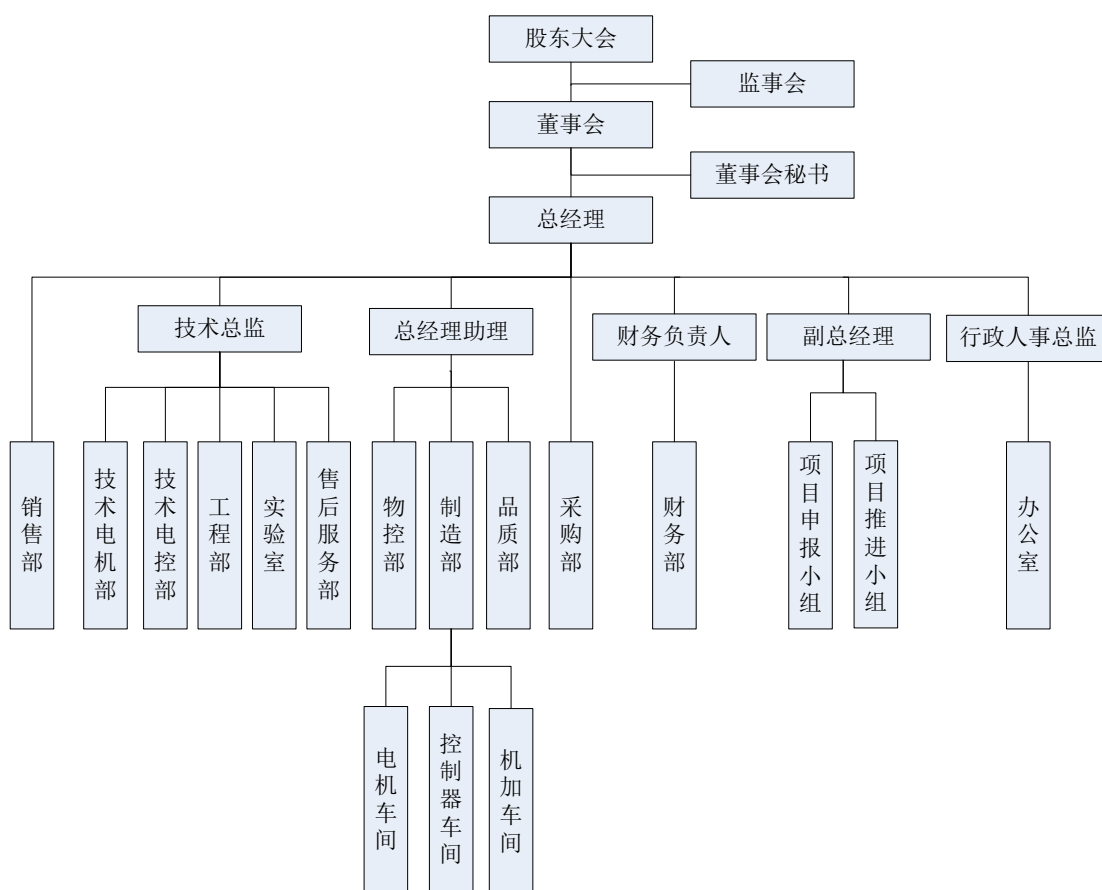 股东大会
监事会
董事会
董事会秘书
总经理
技术总监
总经理助理
财务负责人
副总经理
行政人事总监
销售部
技术电机部
技术电控部
工程部
实验室
售后服务部
物控部
制造部
品质部
采购部
财务部
项目申报小组
项目推进小组
办公室
电机车间
控制器车间
机加车间